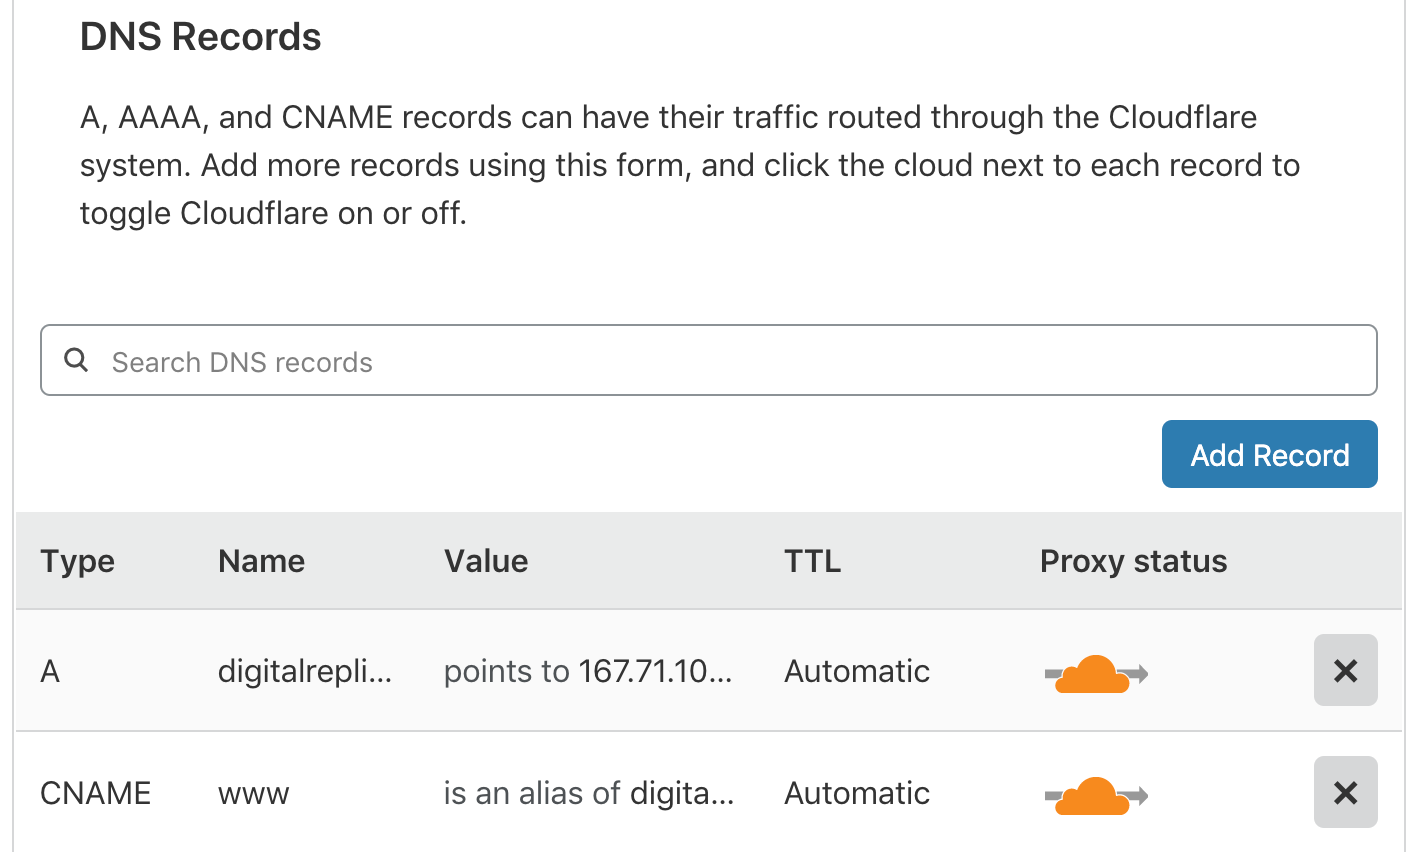 DNS Records
A, AAAA, and CNAME records can have their traffic routed through the Cloudflare
system. Add more records using this form, and click the cloud next to each record to
toggle Cloudflare on or off.
Search DNS records
Add Record
Type Name Value TTL Proxy status
A digitalrepli... points to 167.71.10... Automatic
CNAME www is an alias of digita... Automatic